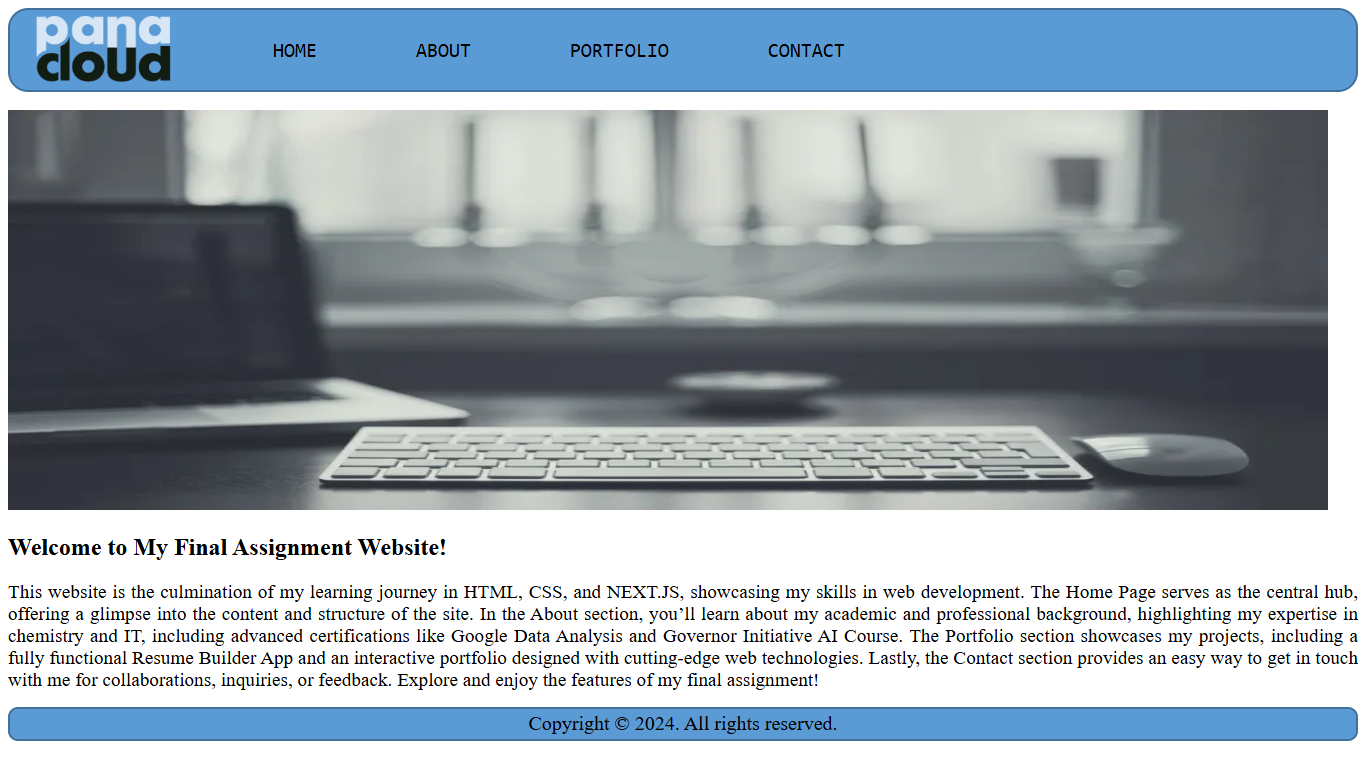 pana
cloud
HOME ABOUT PORTFOLIO CONTACT
Welcome to My Final Assignment Website!
This website is the culmination of my learning journey in HTML, CSS, and NEXT.JS, showcasing my skills in web development. The Home Page serves as the central hub,
offering a glimpse into the content and structure of the site. In the About section, you’ll learn about my academic and professional background, highlighting my expertise in
chemistry and IT, including advanced certifications like Google Data Analysis and Governor Initiative AI Course. The Portfolio section showcases my projects, including a
fully functional Resume Builder App and an interactive portfolio designed with cutting-edge web technologies. Lastly, the Contact section provides an easy way to get in touch
with me for collaborations, inquiries, or feedback. Explore and enjoy the features of my final assignment!
Copyright © 2024. All rights reserved.